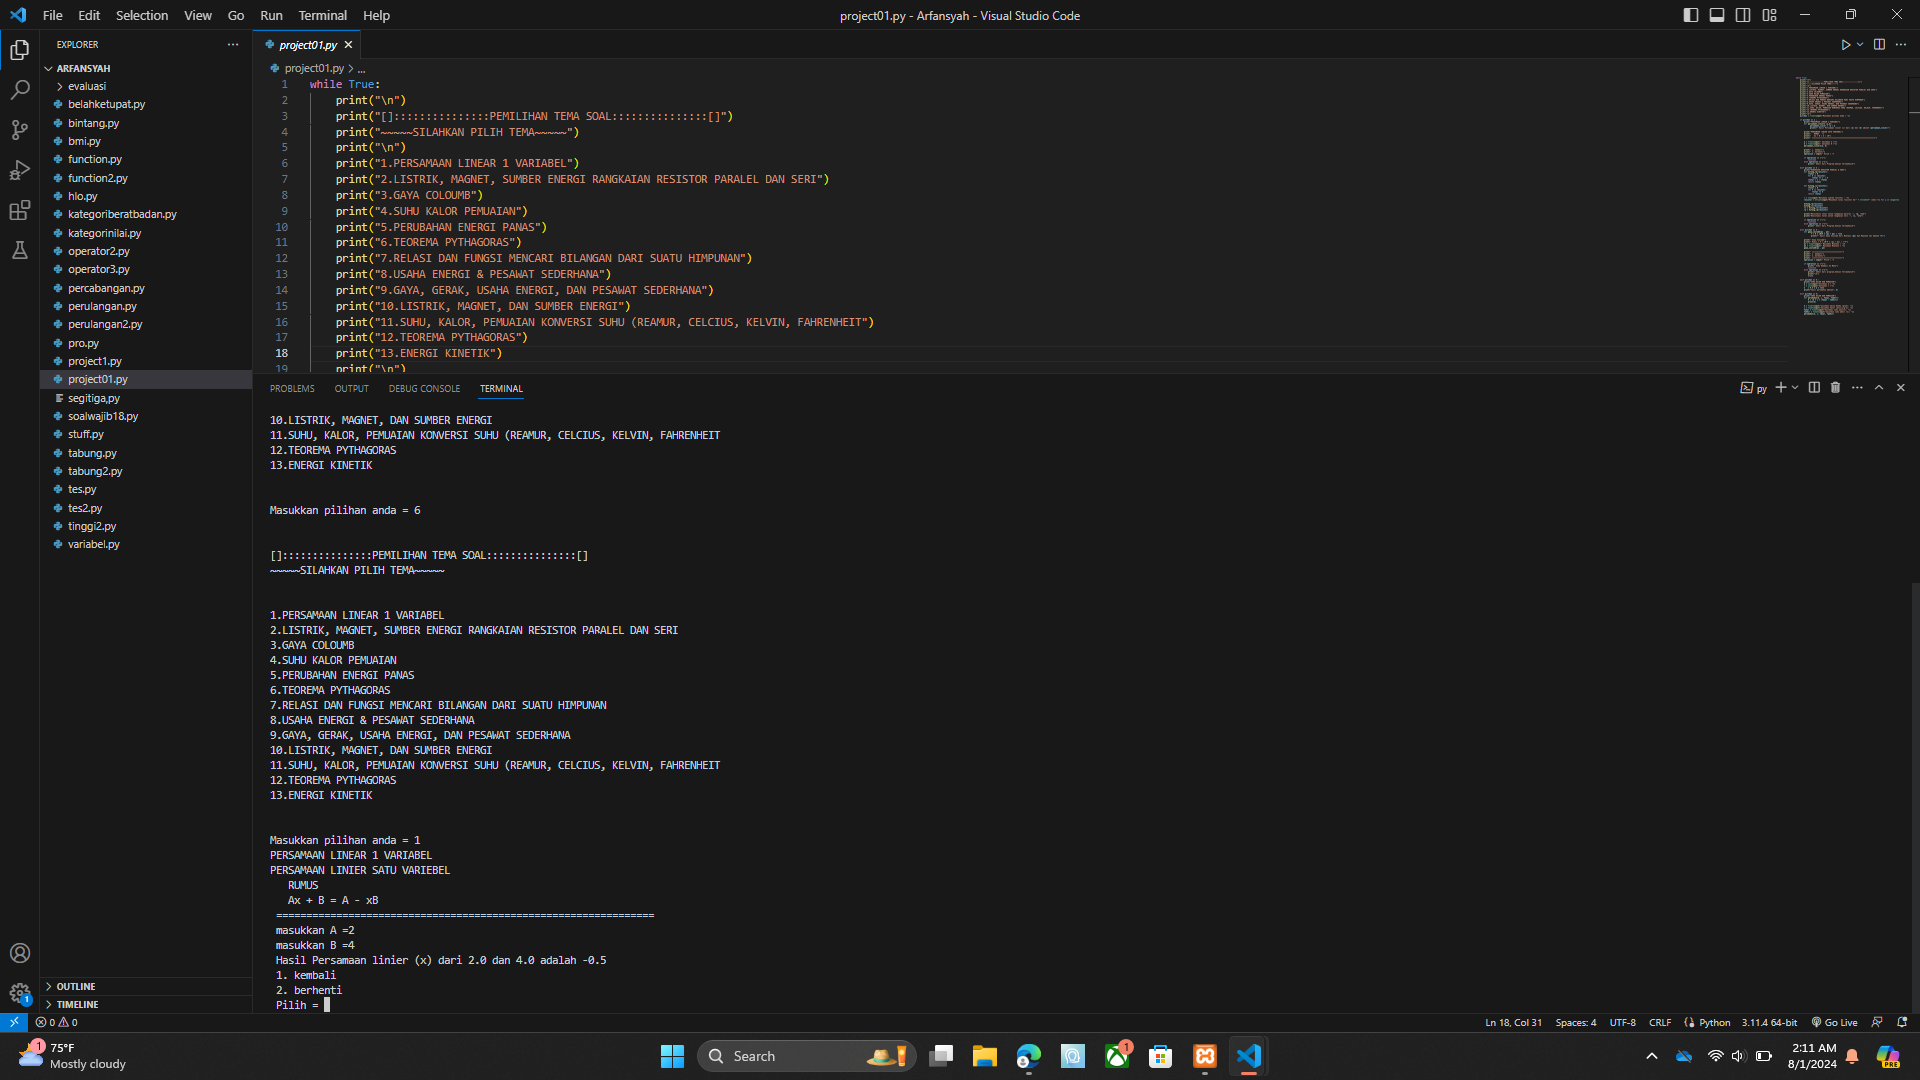 File Edit Selection View Go Run Terminal Help
project01.py - Arfansyah - Visual Studio Code
EXPLORER
ARFANSYAH
evaluasi
belahketupat.py
bintang.py
bmi.py
function.py
function2.py
hlo.py
kategoriberatbadan.py
kategorinilai.py
operator2.py
operator3.py
percabangan.py
perulangan.py
perulangan2.py
pro.py
project1.py
project01.py
segitiga,py
soalwajib18.py
stuff.py
tabung.py
tabung2.py
tes.py
tes2.py
tinggi2.py
variabel.py
OUTLINE
TIMELINE
project01.py
project01.py > ...
1 while True:
2 print("\n")
3 print("[]:::::::::::::::PEMILIHAN TEMA SOAL:::::::::::::::[]")
4 print("~~~~~SILAHKAN PILIH TEMA~~~~~")
5 print("\n")
6 print("1.PERSAMAAN LINEAR 1 VARIABEL")
7 print("2.LISTRIK, MAGNET, SUMBER ENERGI RANGKAIAN RESISTOR PARALEL DAN SERI")
8 print("3.GAYA COLOUMB")
9 print("4.SUHU KALOR PEMUAIAN")
10 print("5.PERUBAHAN ENERGI PANAS")
11 print("6.TEOREMA PYTHAGORAS")
12 print("7.RELASI DAN FUNGSI MENCARI BILANGAN DARI SUATU HIMPUNAN")
13 print("8.USAHA ENERGI & PESAWAT SEDERHANA")
14 print("9.GAYA, GERAK, USAHA ENERGI, DAN PESAWAT SEDERHANA")
15 print("10.LISTRIK, MAGNET, DAN SUMBER ENERGI")
16 print("11.SUHU, KALOR, PEMUAIAN KONVERSI SUHU (REAMUR, CELCIUS, KELVIN, FAHRENHEIT")
17 print("12.TEOREMA PYTHAGORAS")
18 print("13.ENERGI KINETIK")
19 print("\n")
PROBLEMS OUTPUT DEBUG CONSOLE TERMINAL
py
10.LISTRIK, MAGNET, DAN SUMBER ENERGI
11.SUHU, KALOR, PEMUAIAN KONVERSI SUHU (REAMUR, CELCIUS, KELVIN, FAHRENHEIT
12.TEOREMA PYTHAGORAS
13.ENERGI KINETIK
Masukkan pilihan anda = 6
[]:::::::::::::::PEMILIHAN TEMA SOAL:::::::::::::::[]
~~~~~SILAHKAN PILIH TEMA~~~~~
1.PERSAMAAN LINEAR 1 VARIABEL
2.LISTRIK, MAGNET, SUMBER ENERGI RANGKAIAN RESISTOR PARALEL DAN SERI
3.GAYA COLOUMB
4.SUHU KALOR PEMUAIAN
5.PERUBAHAN ENERGI PANAS
6.TEOREMA PYTHAGORAS
7.RELASI DAN FUNGSI MENCARI BILANGAN DARI SUATU HIMPUNAN
8.USAHA ENERGI & PESAWAT SEDERHANA
9.GAYA, GERAK, USAHA ENERGI, DAN PESAWAT SEDERHANA
10.LISTRIK, MAGNET, DAN SUMBER ENERGI
11.SUHU, KALOR, PEMUAIAN KONVERSI SUHU (REAMUR, CELCIUS, KELVIN, FAHRENHEIT
12.TEOREMA PYTHAGORAS
13.ENERGI KINETIK
Masukkan pilihan anda = 1
PERSAMAAN LINEAR 1 VARIABEL
PERSAMAAN LINIER SATU VARIEBEL
RUMUS
Ax + B = A - xB
===============================================================
masukkan A =2
masukkan B =4
Hasil Persamaan linier (x) dari 2.0 dan 4.0 adalah -0.5
1. kembali
2. berhenti
Pilih =
0 0
Ln 18, Col 31 Spaces: 4 UTF-8 CRLF Python 3.11.4 64-bit Go Live
1
1 75°F
Mostly cloudy
Search
1
2:11 AM
8/1/2024
PRE